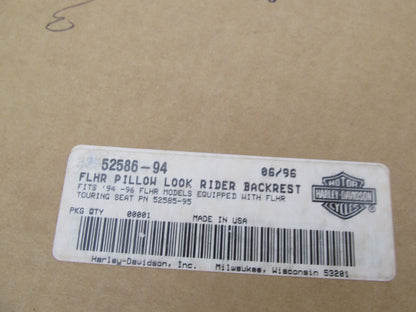 52586-94 06/96
FLHR PILLOW LOOK RIDER BACKREST
FITS '94 -96 FLHR MODELS EQUIPPED WITH FLHR
TOURING SEAT PN 52585-95
MOTOR
HARLEY-DAVIDSON
CYCLES
PKG QTY 00001 MADE IN USA
Harley-Davidson, Inc. Milwaukee, Wisconsin 53201